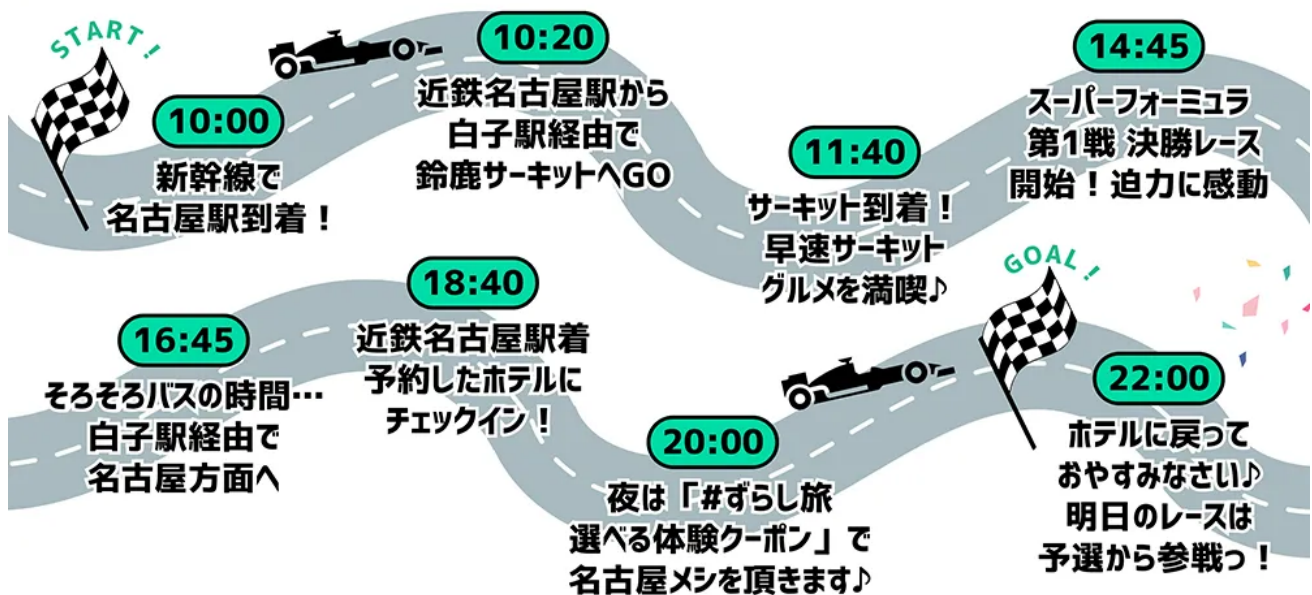 START!
10:00
新幹線で
名古屋駅到着!
10:20
近鉄名古屋駅から
白子駅経由で
鈴鹿サーキットへGO
11:40
サーキット到着!
早速サーキット
グルメを満喫♪
14:45
スーパーフォーミュラ
第1戦 決勝レース
開始!迫力に感動
16:45
そろそろバスの時間…
白子駅経由で
名古屋方面へ
18:40
近鉄名古屋駅着
予約したホテルに
チェックイン!
20:00
夜は「#ずらし旅
選べる体験クーポン」で
名古屋メシを頂きます♪
GOAL!
22:00
ホテルに戻って
おやすみなさい♪
明日のレースは
予選から参戦っ!